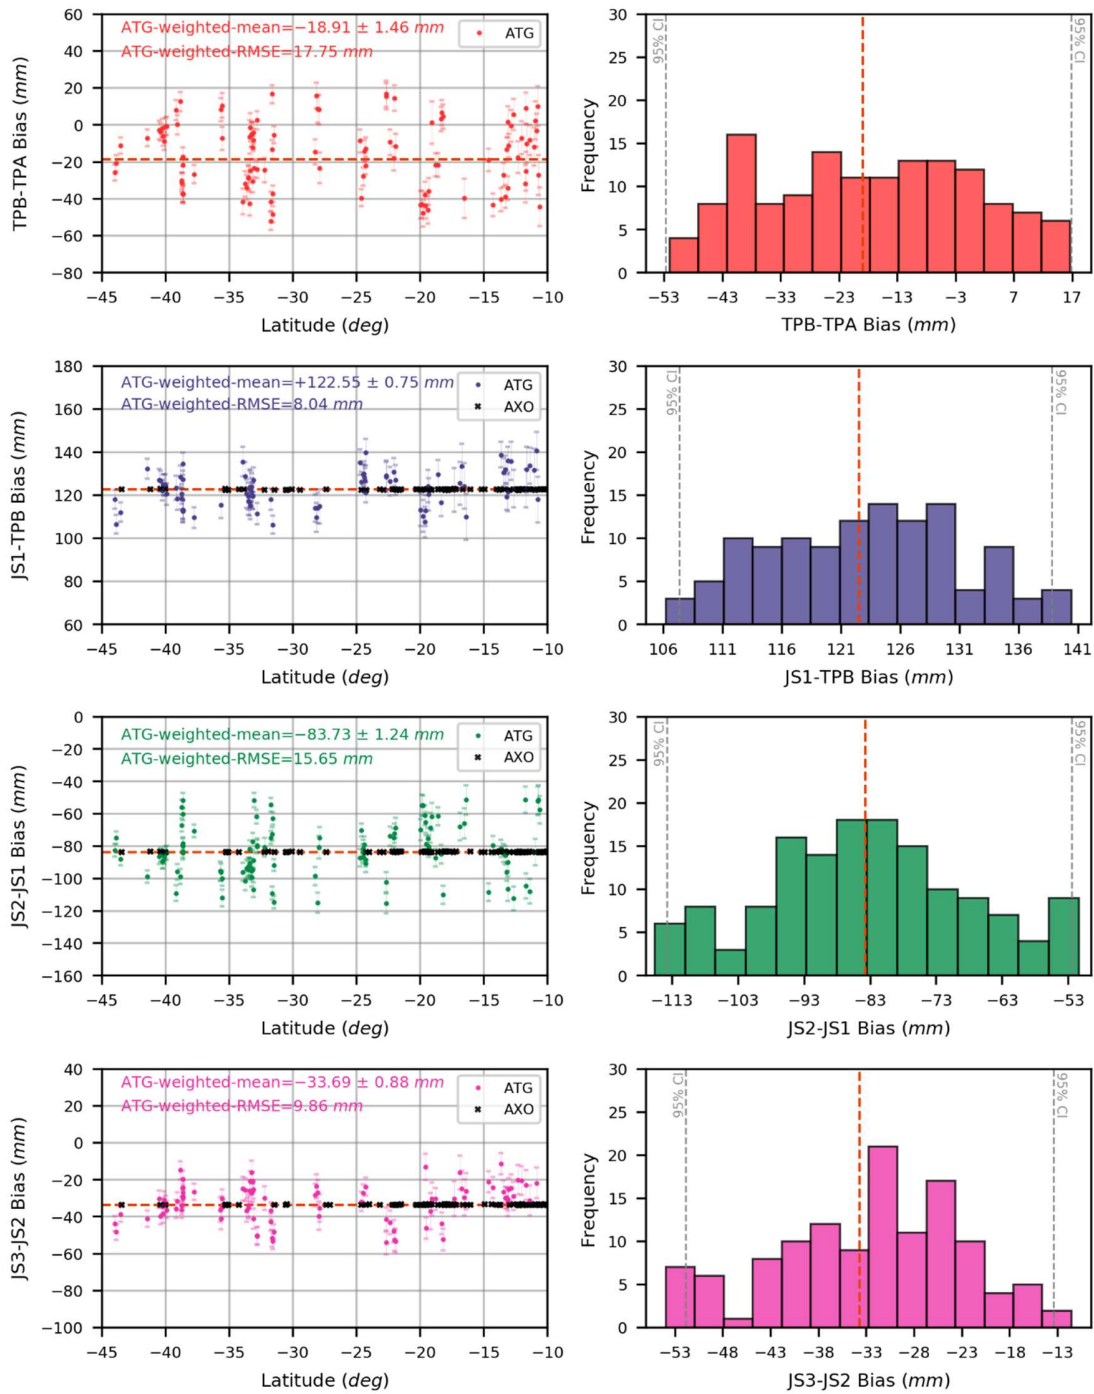 ATG-weighted-mean=−18.91 ± 1.46 mm
ATG-weighted-RMSE=17.75 mm
ATG
60
40
20
0
−20
−40
−60
−80
TPB-TPA Bias (mm)
−45 −40 −35 −30 −25 −20 −15 −10
Latitude (deg)
95% CI
95% CI
30
25
20
15
10
5
0
Frequency
−53 −43 −33 −23 −13 −3 7 17
TPB-TPA Bias (mm)
ATG-weighted-mean=+122.55 ± 0.75 mm
ATG-weighted-RMSE=8.04 mm
ATG
AXO
180
160
140
120
100
80
60
JS1-TPB Bias (mm)
−45 −40 −35 −30 −25 −20 −15 −10
Latitude (deg)
95% CI
95% CI
30
25
20
15
10
5
0
Frequency
106 111 116 121 126 131 136 141
JS1-TPB Bias (mm)
ATG-weighted-mean=−83.73 ± 1.24 mm
ATG-weighted-RMSE=15.65 mm
ATG
AXO
0
−20
−40
−60
−80
−100
−120
−140
−160
JS2-JS1 Bias (mm)
−45 −40 −35 −30 −25 −20 −15 −10
Latitude (deg)
95% CI
95% CI
30
25
20
15
10
5
0
Frequency
−113 −103 −93 −83 −73 −63 −53
JS2-JS1 Bias (mm)
ATG-weighted-mean=−33.69 ± 0.88 mm
ATG-weighted-RMSE=9.86 mm
ATG
AXO
40
20
0
−20
−40
−60
−80
−100
JS3-JS2 Bias (mm)
−45 −40 −35 −30 −25 −20 −15 −10
Latitude (deg)
95% CI
95% CI
30
25
20
15
10
5
0
Frequency
−53 −48 −43 −38 −33 −28 −23 −18 −13
JS3-JS2 Bias (mm)